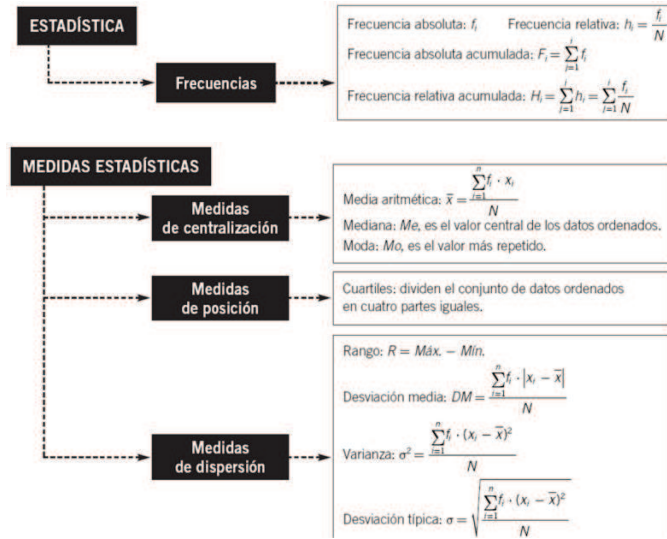 ESTADÍSTICA
Frecuencias
Frecuencia absoluta: fᵢ Frecuencia relativa: hᵢ = fᵢ/N
Frecuencia absoluta acumulada: Fᵢ = ∑ⱼ₌₁ⁱ fᵢ
Frecuencia relativa acumulada: Hᵢ = ∑ⱼ₌₁ⁱ hᵢ = ∑ⱼ₌₁ⁱ fᵢ/N
MEDIDAS ESTADÍSTICAS
Medidas
de centralización
Media aritmética: x̄ = ∑ᵢ₌₁ⁿ fᵢ · xᵢ / N
Mediana: Me, es el valor central de los datos ordenados.
Moda: Mo, es el valor más repetido.
Medidas
de posición
Cuartiles: dividen el conjunto de datos ordenados
en cuatro partes iguales.
Medidas
de dispersión
Rango: R = Máx. − Mín.
Desviación media: DM = ∑ᵢ₌₁ⁿ fᵢ · |xᵢ − x̄| / N
Varianza: σ² = ∑ᵢ₌₁ⁿ fᵢ · (xᵢ − x̄)² / N
Desviación típica: σ = √(∑ᵢ₌₁ⁿ fᵢ · (xᵢ − x̄)² / N)